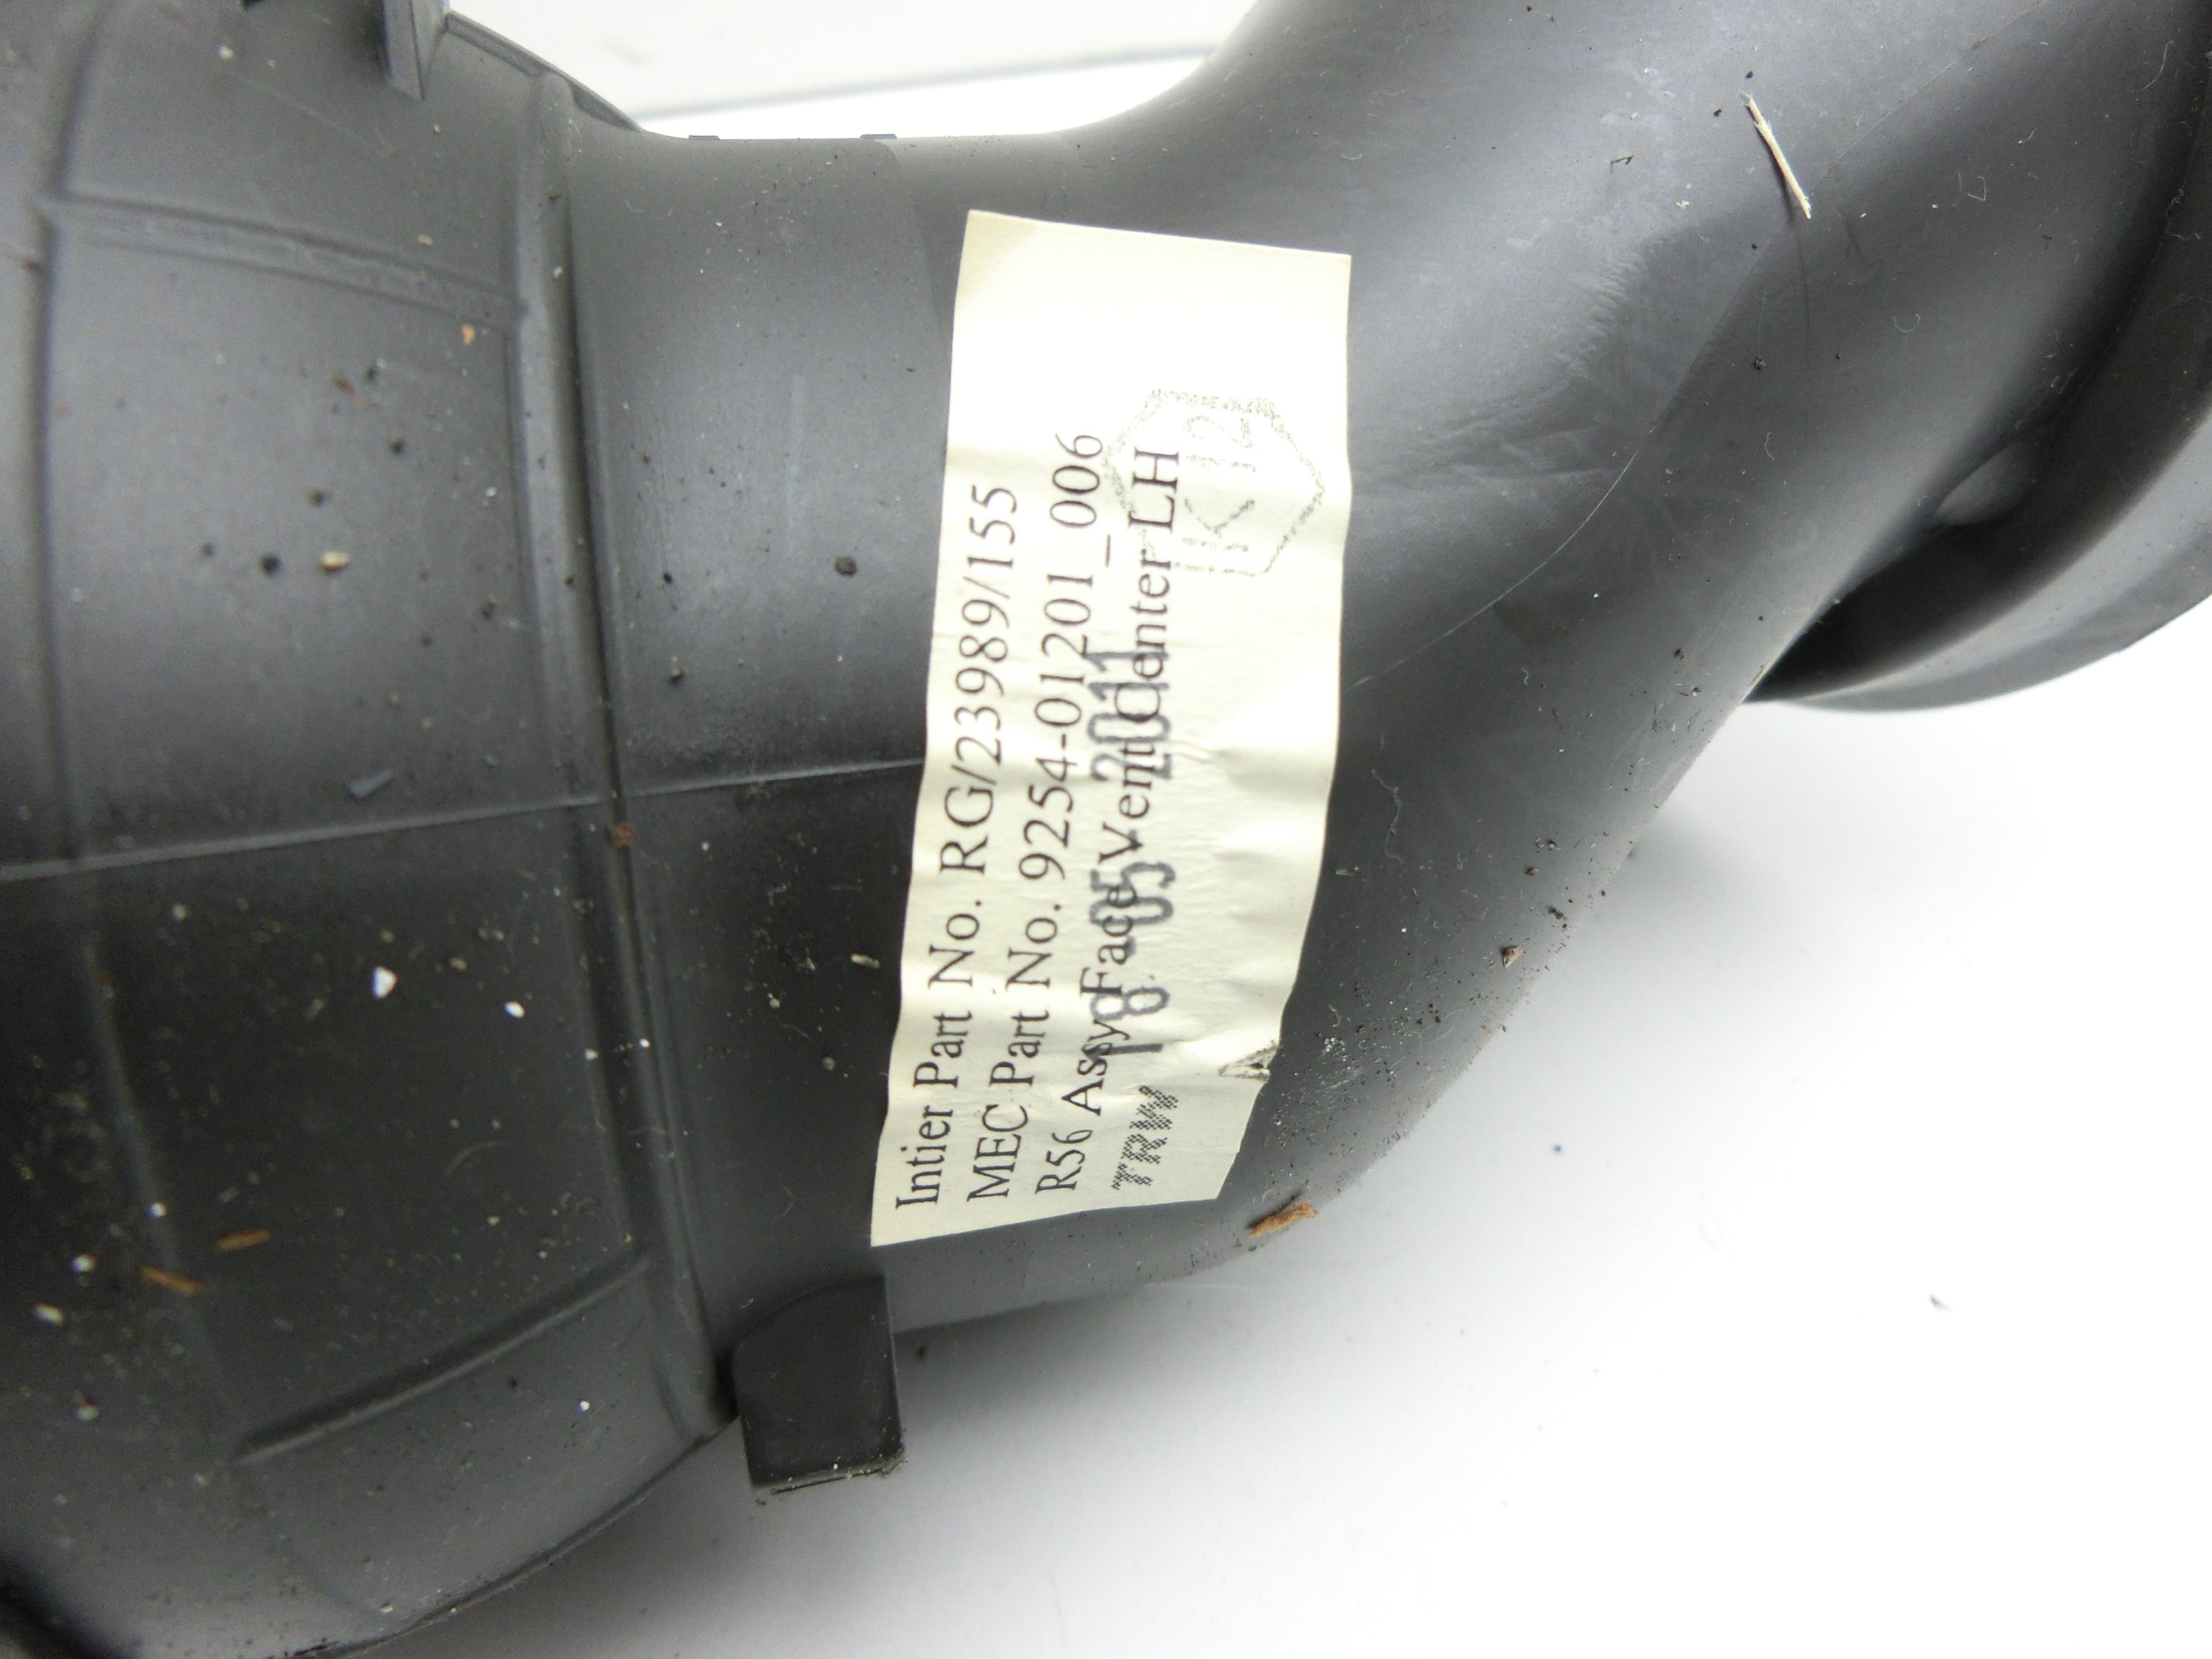 Intier Part No. RG/23989/155
MEC Part No. 9254-01201_006
R56 Assy Face Vent Center LH
TRW 18-05-2011
K 12